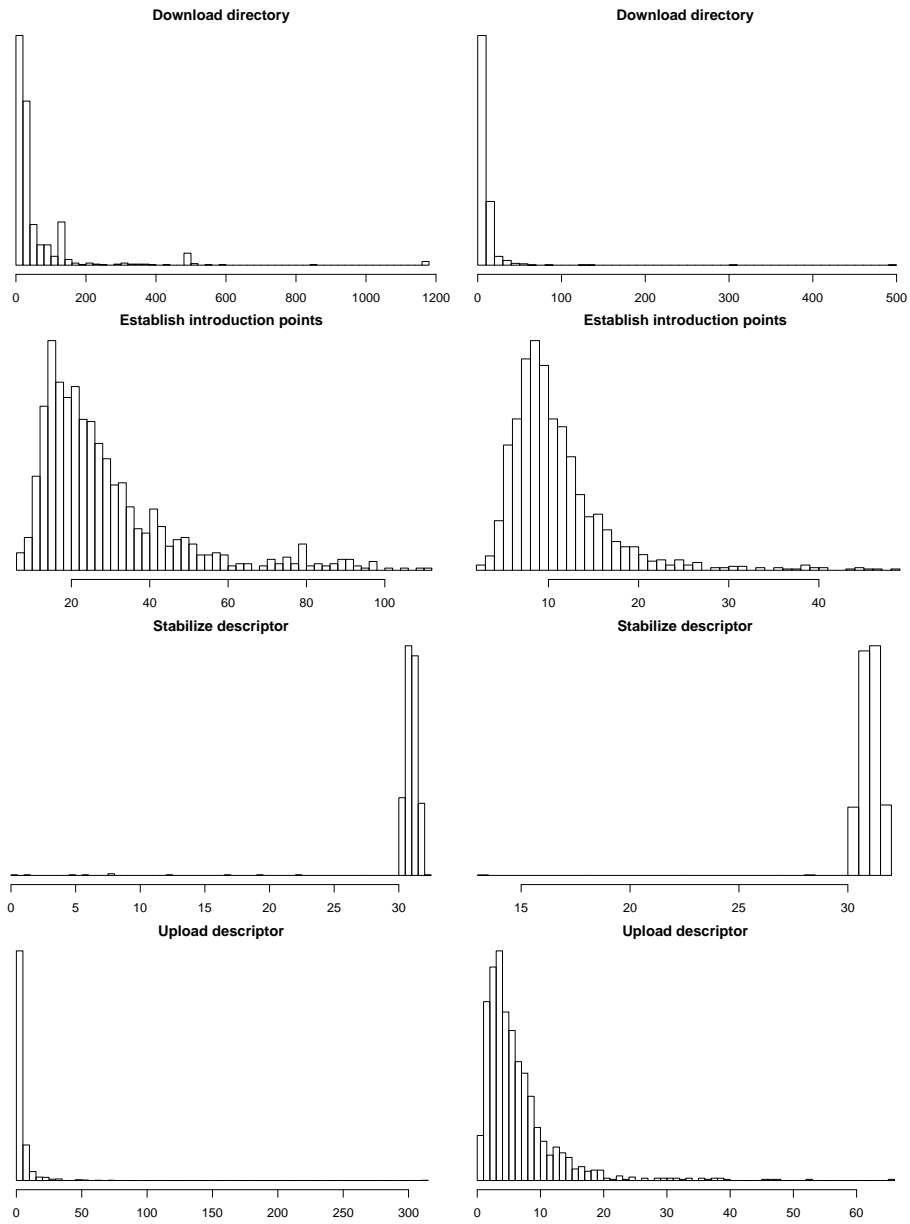 Download directory Download directory
0 200 400 600 800 1000 1200 0 100 200 300 400 500
Establish introduction points Establish introduction points
20 40 60 80 100 10 20 30 40
Stabilize descriptor Stabilize descriptor
0 5 10 15 20 25 30 15 20 25 30
Upload descriptor Upload descriptor
0 50 100 150 200 250 300 0 10 20 30 40 50 60